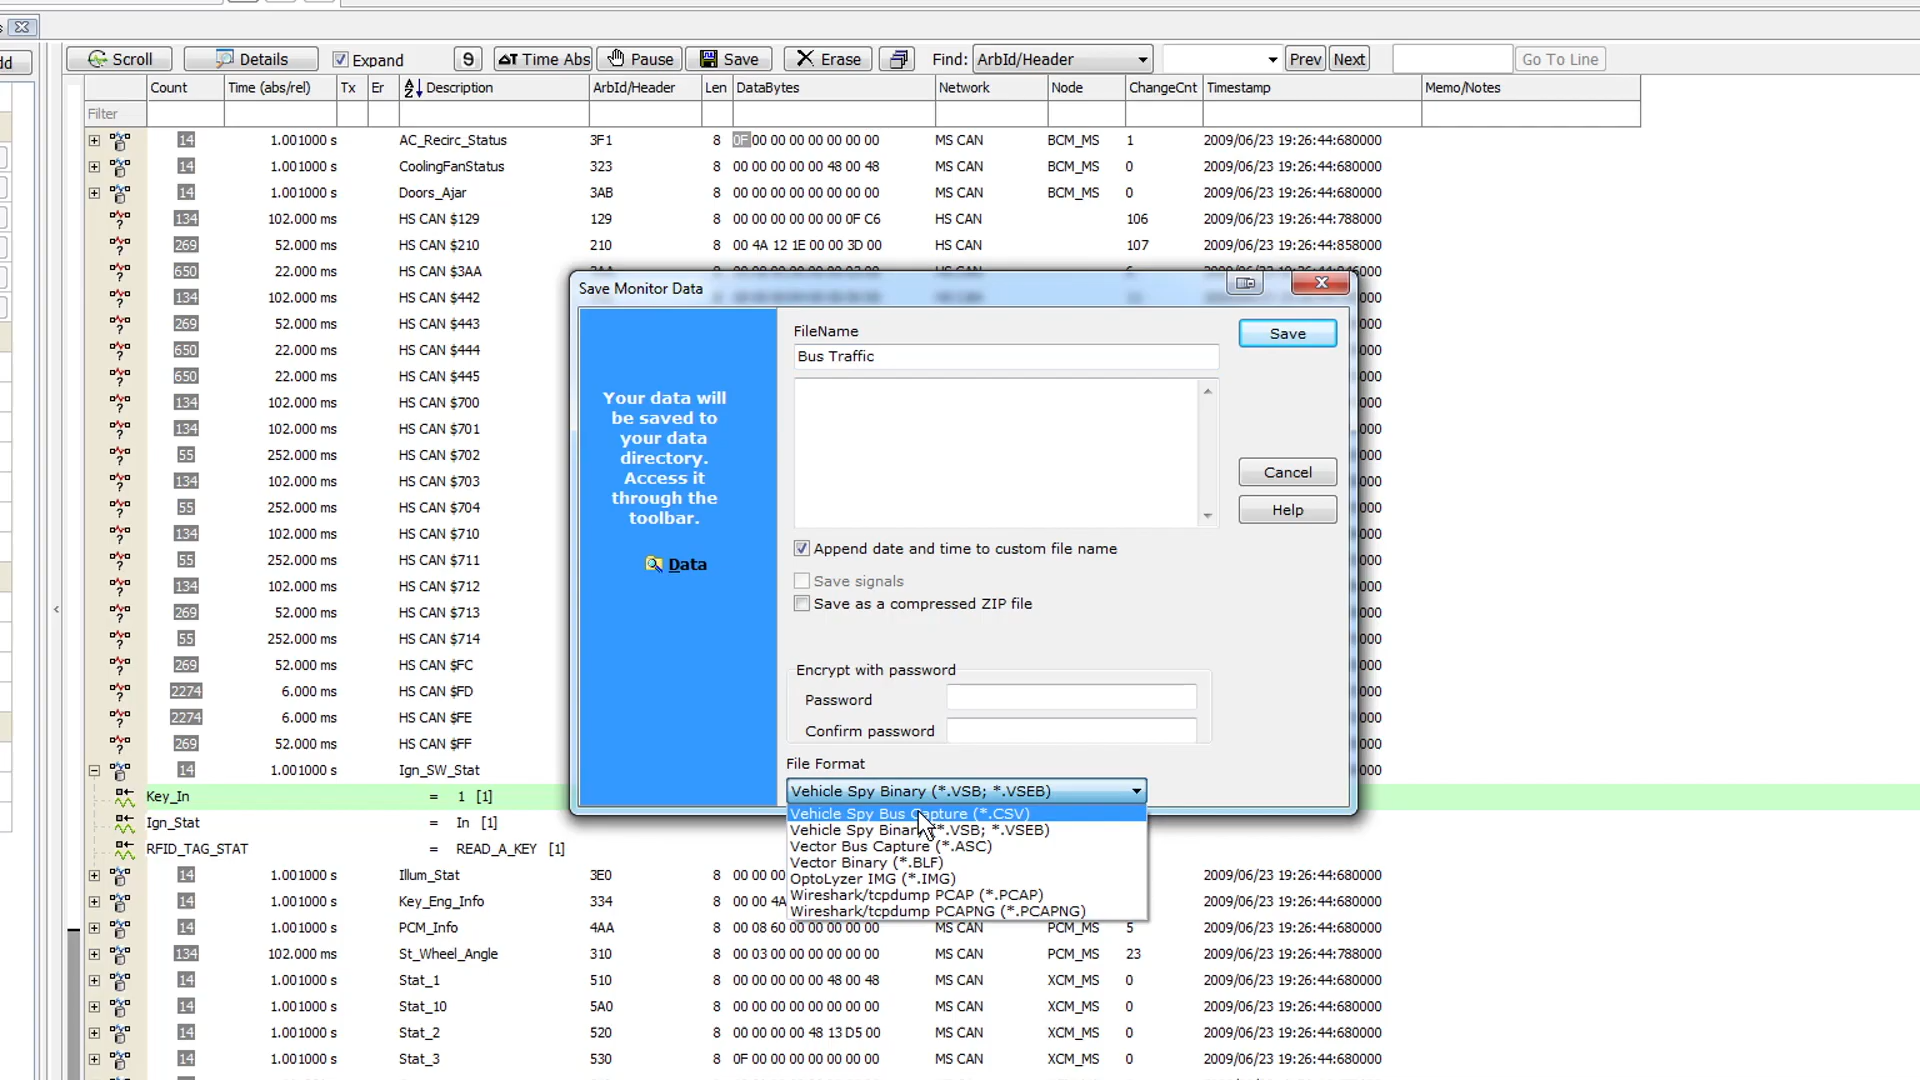 s
dd
Scroll
Details
Expand
9
ΔT Time Abs
Pause
Save
Erase
Find:
ArbId/Header
Prev
Next
Go To Line
Count Time (abs/rel) Tx Er Description ArbId/Header Len DataBytes Network Node ChangeCnt Timestamp Memo/Notes
Filter
14 1.001000 s AC_Recirc_Status 3F1 8 0F 00 00 00 00 00 00 00 MS CAN BCM_MS 1 2009/06/23 19:26:44:680000
14 1.001000 s CoolingFanStatus 323 8 00 00 00 00 00 48 00 48 MS CAN BCM_MS 0 2009/06/23 19:26:44:680000
14 1.001000 s Doors_Ajar 3AB 8 00 00 00 00 00 00 00 00 MS CAN BCM_MS 0 2009/06/23 19:26:44:680000
134 102.000 ms HS CAN $129 129 8 00 00 00 00 00 00 0F C6 HS CAN 106 2009/06/23 19:26:44:788000
269 52.000 ms HS CAN $210 210 8 00 4A 12 1E 00 00 3D 00 HS CAN 107 2009/06/23 19:26:44:858000
650 22.000 ms HS CAN $3AA
134 102.000 ms HS CAN $442 000
269 52.000 ms HS CAN $443 000
650 22.000 ms HS CAN $444 000
650 22.000 ms HS CAN $445 000
134 102.000 ms HS CAN $700 000
134 102.000 ms HS CAN $701 000
55 252.000 ms HS CAN $702 000
134 102.000 ms HS CAN $703 000
55 252.000 ms HS CAN $704 000
134 102.000 ms HS CAN $710 000
55 252.000 ms HS CAN $711 000
134 102.000 ms HS CAN $712 000
269 52.000 ms HS CAN $713 000
55 252.000 ms HS CAN $714 000
269 52.000 ms HS CAN $FC 000
2274 6.000 ms HS CAN $FD 000
2274 6.000 ms HS CAN $FE 000
269 52.000 ms HS CAN $FF 000
14 1.001000 s Ign_SW_Stat 000
Key_In = 1 [1]
Ign_Stat = In [1]
RFID_TAG_STAT = READ_A_KEY [1]
14 1.001000 s Illum_Stat 3E0 8 00 00 2009/06/23 19:26:44:680000
14 1.001000 s Key_Eng_Info 334 8 00 00 4A 2009/06/23 19:26:44:680000
14 1.001000 s PCM_Info 4AA 8 00 08 60 00 00 00 00 00 MS CAN PCM_MS 5 2009/06/23 19:26:44:680000
134 102.000 ms St_Wheel_Angle 310 8 00 03 00 00 00 00 00 00 MS CAN PCM_MS 23 2009/06/23 19:26:44:788000
14 1.001000 s Stat_1 510 8 00 00 00 00 00 48 00 48 MS CAN XCM_MS 0 2009/06/23 19:26:44:680000
14 1.001000 s Stat_10 5A0 8 00 00 00 00 00 00 00 00 MS CAN XCM_MS 0 2009/06/23 19:26:44:680000
14 1.001000 s Stat_2 520 8 00 00 00 00 48 13 D5 00 MS CAN XCM_MS 0 2009/06/23 19:26:44:680000
14 1.001000 s Stat_3 530 8 0F 00 00 00 00 00 00 00 MS CAN XCM_MS 0 2009/06/23 19:26:44:680000
Save Monitor Data
Your data will
be saved to
your data
directory.
Access it
through the
toolbar.
Data
FileName
Bus Traffic
Save
Cancel
Help
Append date and time to custom file name
Save signals
Save as a compressed ZIP file
Encrypt with password
Password
Confirm password
File Format
Vehicle Spy Binary (*.VSB; *.VSEB)
Vehicle Spy Bus Capture (*.CSV)
Vehicle Spy Binary (*.VSB; *.VSEB)
Vector Bus Capture (*.ASC)
Vector Binary (*.BLF)
OptoLyzer IMG (*.IMG)
Wireshark/tcpdump PCAP (*.PCAP)
Wireshark/tcpdump PCAPNG (*.PCAPNG)